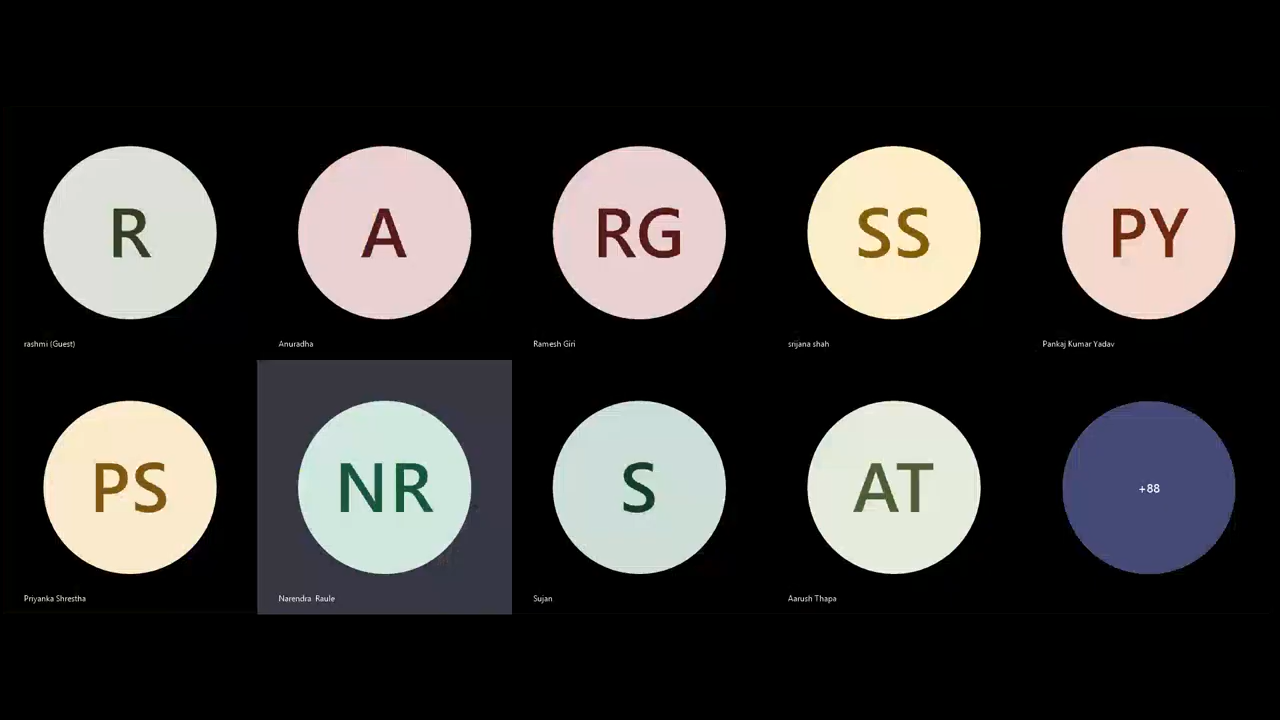 R
A
RG
SS
PY
rashmi (Guest)
Anuradha
Ramesh Giri
srijana shah
Pankaj Kumar Yadav
PS
NR
S
AT
+88
Priyanka Shrestha
Narendra Raule
Sujan
Aarush Thapa